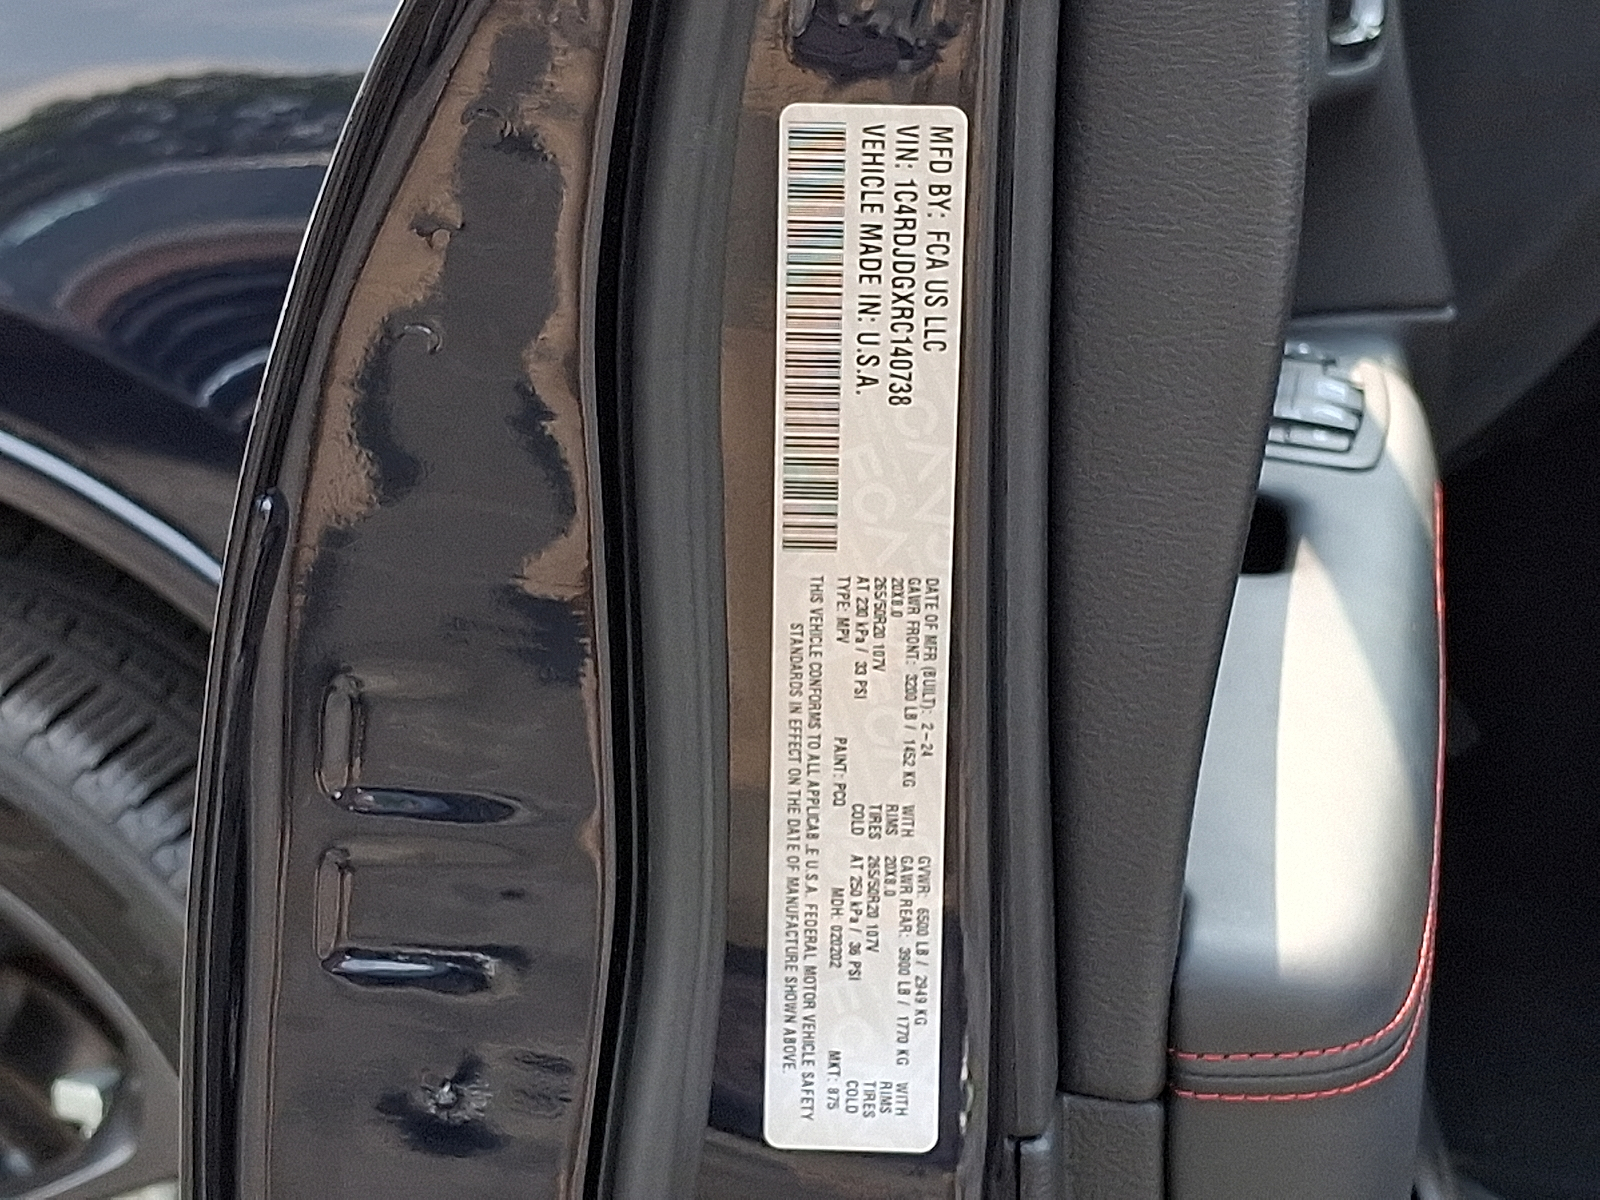 MFD BY: FCA US LLC
VIN: 1C4RDJDGXRC140738
VEHICLE MADE IN: U.S.A.
DATE OF MFR (BUILT): 2-24 GVWR: 6500 LB / 2949 KG
GAWR FRONT: 3200 LB / 1452 KG WITH GAWR REAR: 3900 LB / 1770 KG WITH
20X8.0 RIMS 20X8.0 RIMS
265/50R20 107V TIRES 265/50R20 107V TIRES
AT 230 kPa / 33 PSI COLD AT 250 kPa / 36 PSI COLD
TYPE: MPV PAINT: PCQ MDH: 020202 MKT: 875
THIS VEHICLE CONFORMS TO ALL APPLICABLE U.S.A. FEDERAL MOTOR VEHICLE SAFETY
STANDARDS IN EFFECT ON THE DATE OF MANUFACTURE SHOWN ABOVE.